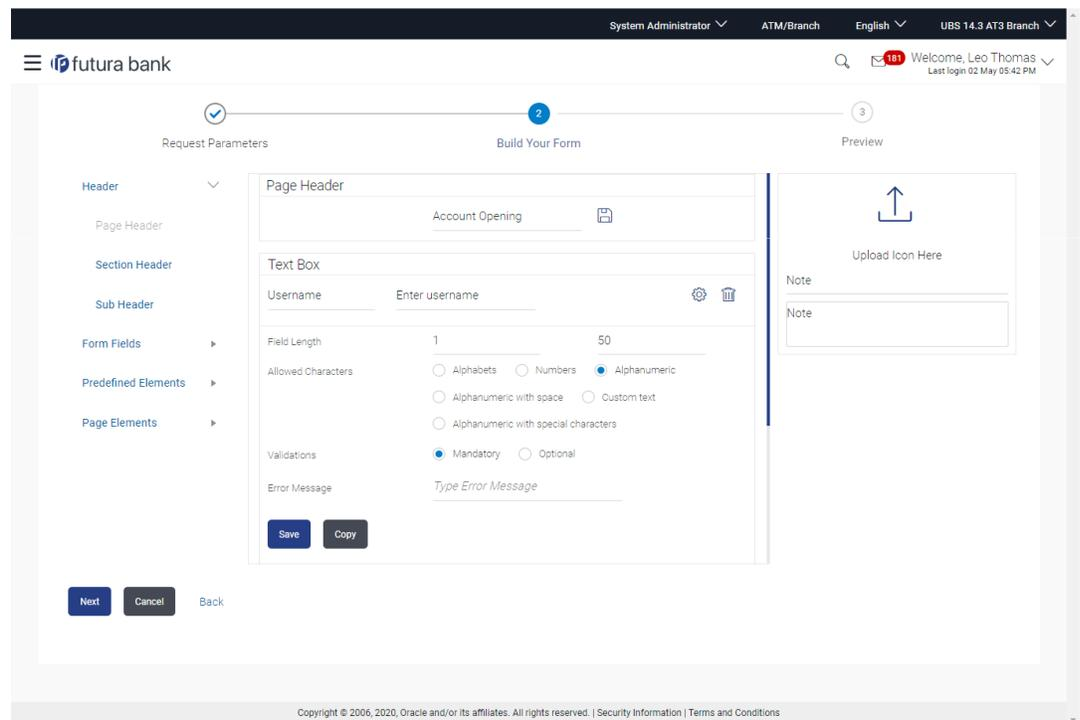 System Administrator ATM/Branch English UBS 14.3 AT3 Branch
futura bank 181 Welcome, Leo Thomas
Last login 02 May 05:42 PM
2 3
Request Parameters Build Your Form Preview
Header
Page Header
Section Header
Sub Header
Form Fields
Predefined Elements
Page Elements
Page Header
Account Opening
Text Box
Username Enter username
Field Length 1 50
Allowed Characters Alphabets Numbers Alphanumeric
Alphanumeric with space Custom text
Alphanumeric with special characters
Validations Mandatory Optional
Error Message Type Error Message
Save Copy
Upload Icon Here
Note
Note
Next Cancel Back
Copyright © 2006, 2020, Oracle and/or its affiliates. All rights reserved. | Security Information | Terms and Conditions